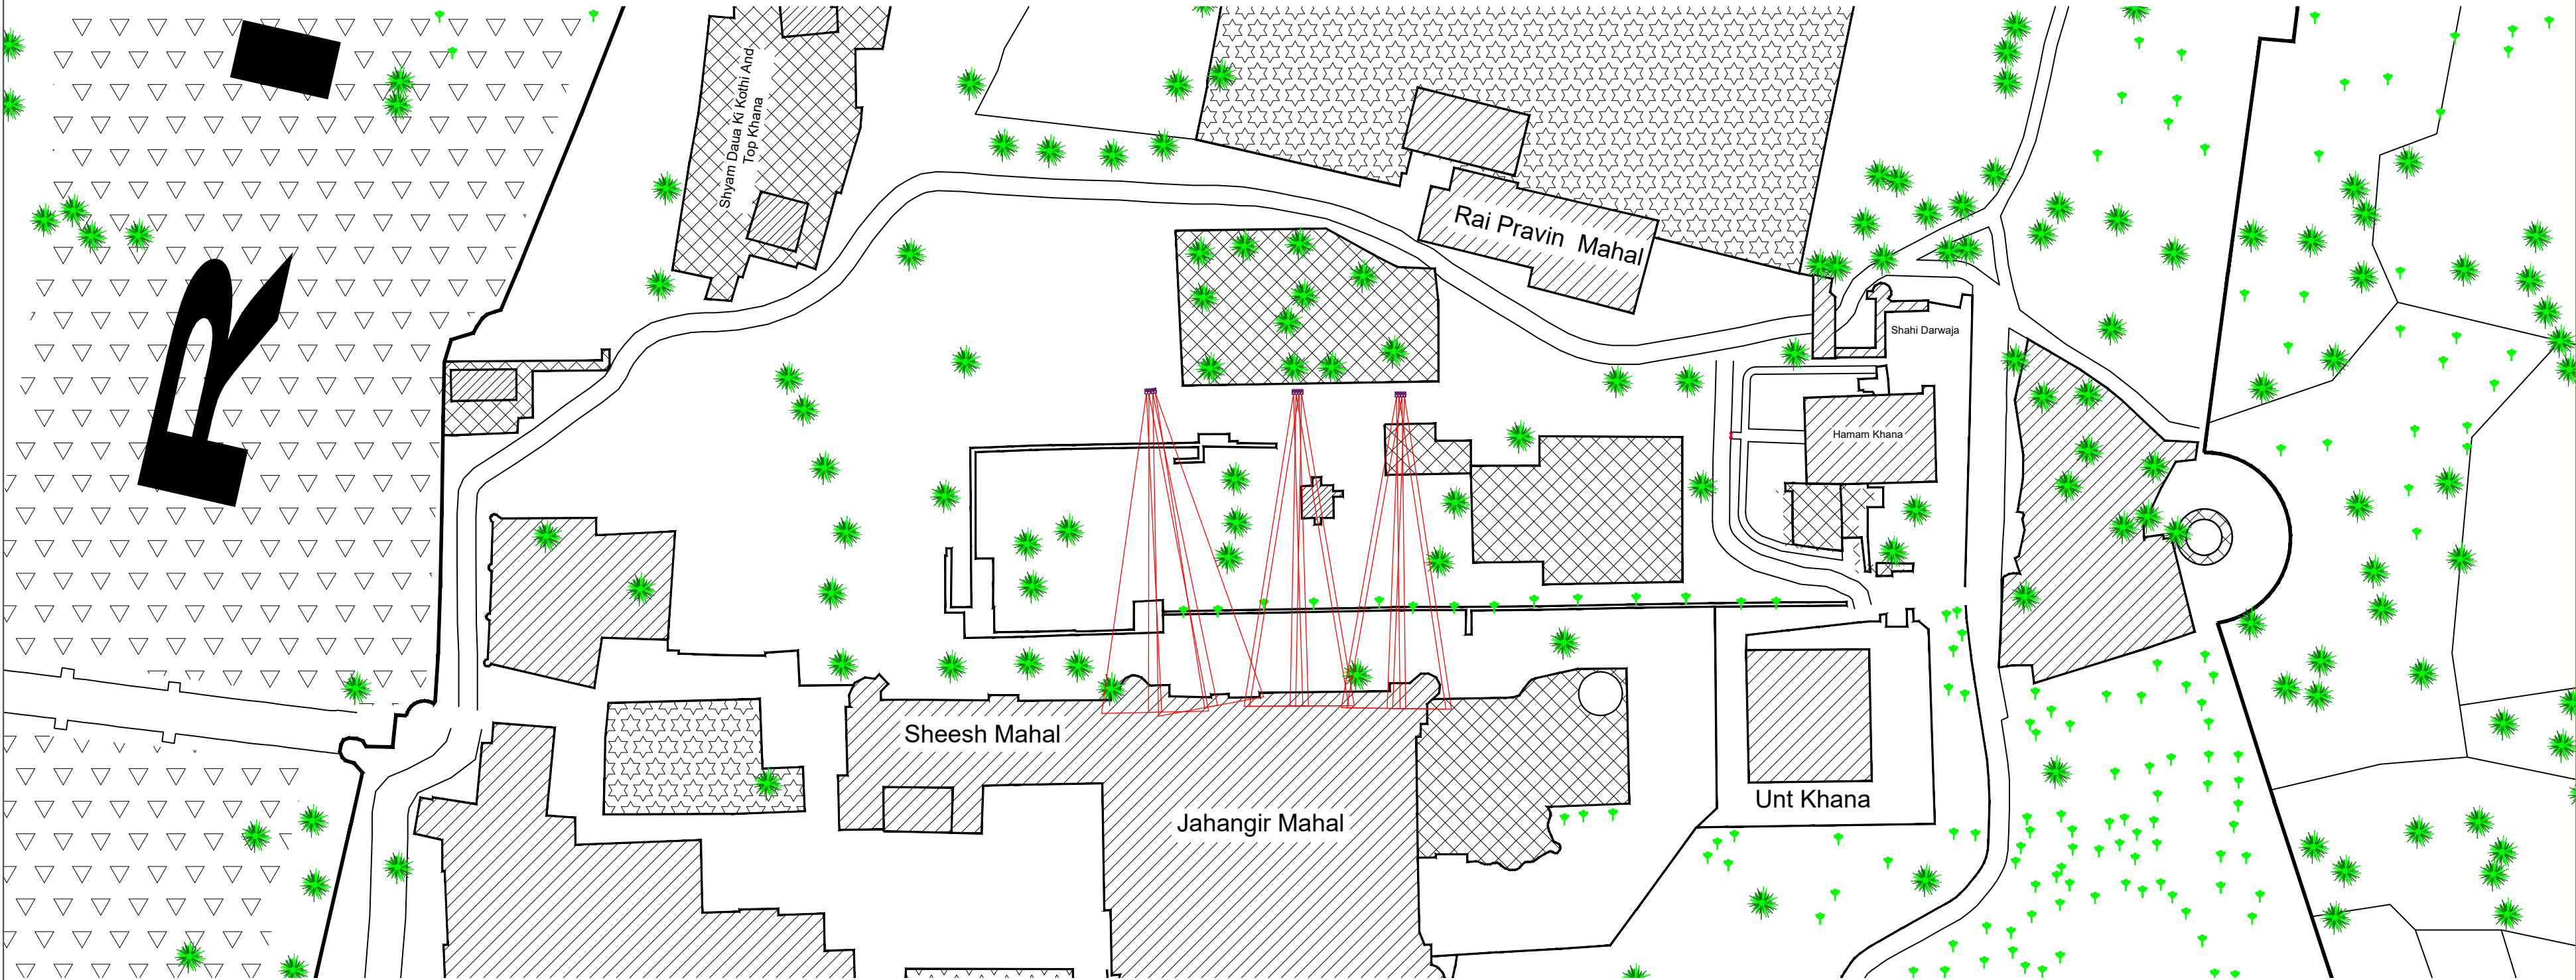 Shyam Daua Ki Kothi And
Top Khana
Rai Pravin Mahal
Shahi Darwaja
Hamam Khana
Sheesh Mahal
Unt Khana
Jahangir Mahal